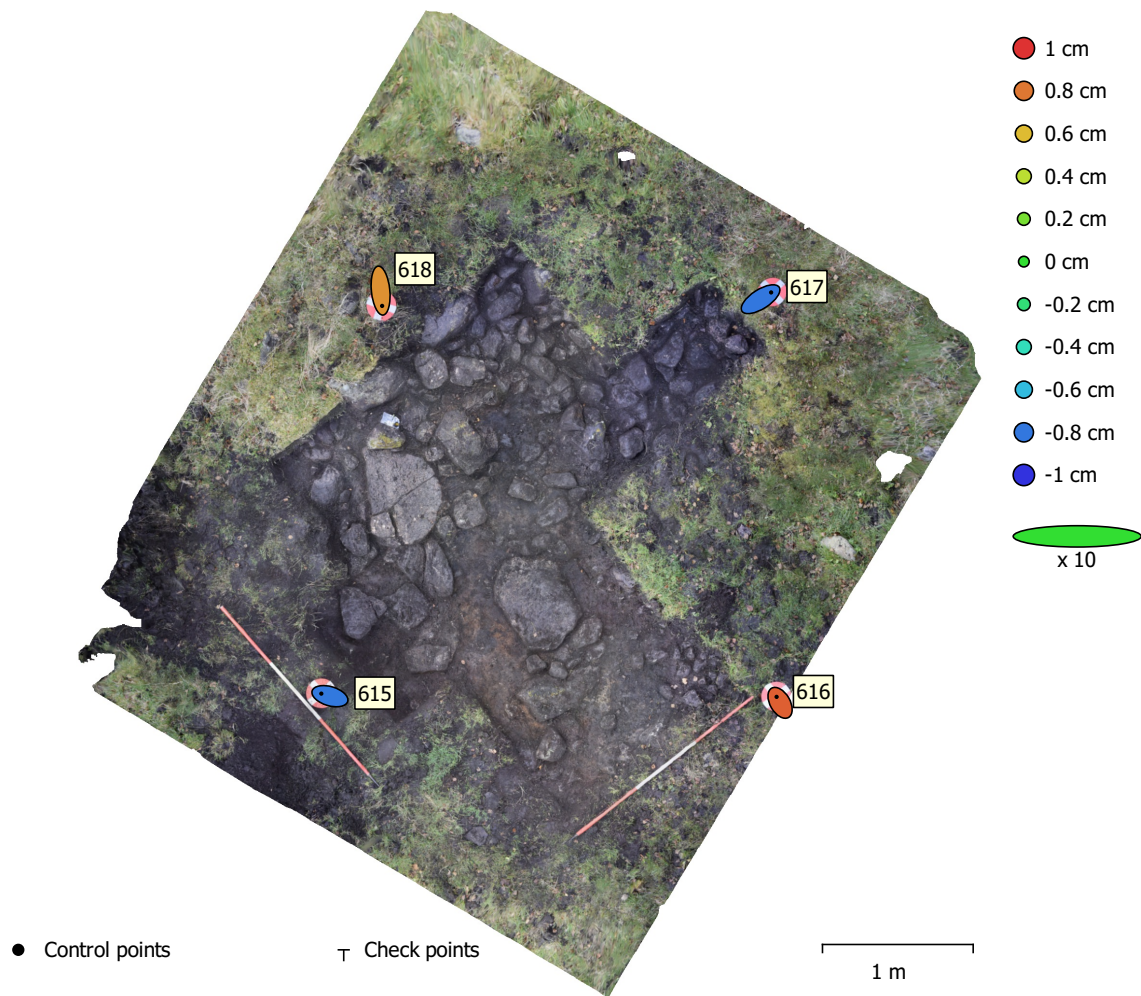 1 cm
0.8 cm
0.6 cm
0.4 cm
0.2 cm
0 cm
-0.2 cm
-0.4 cm
-0.6 cm
-0.8 cm
-1 cm
x 10
618
617
615
616
Control points
Check points
1 m